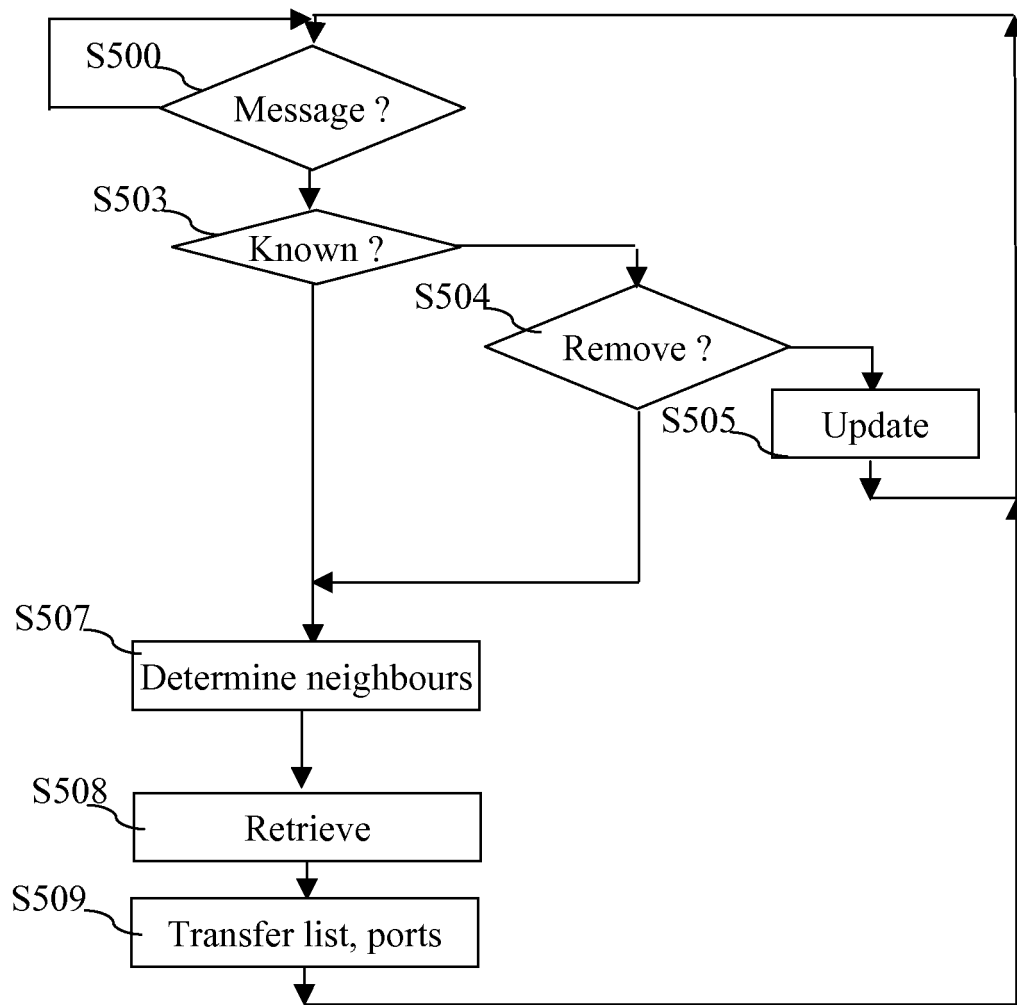 S500
Message ?
S503
Known ?
S504
Remove ?
S505
Update
S507
Determine neighbours
S508
Retrieve
S509
Transfer list, ports